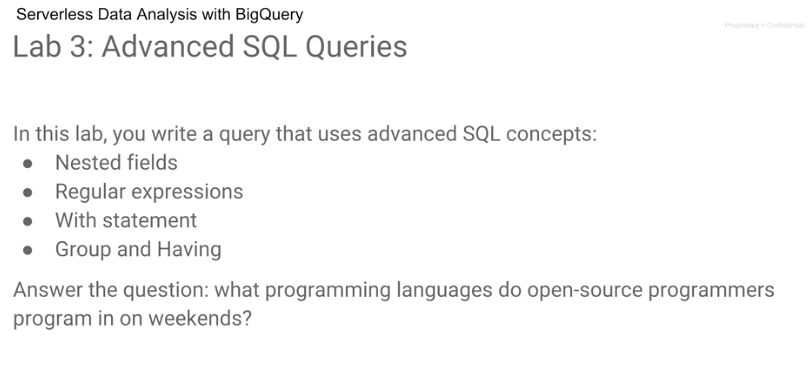 Serverless Data Analysis with BigQuery
Proprietary + Confidential
Lab 3: Advanced SQL Queries
In this lab, you write a query that uses advanced SQL concepts:
● Nested fields
● Regular expressions
● With statement
● Group and Having
Answer the question: what programming languages do open-source programmers
program in on weekends?